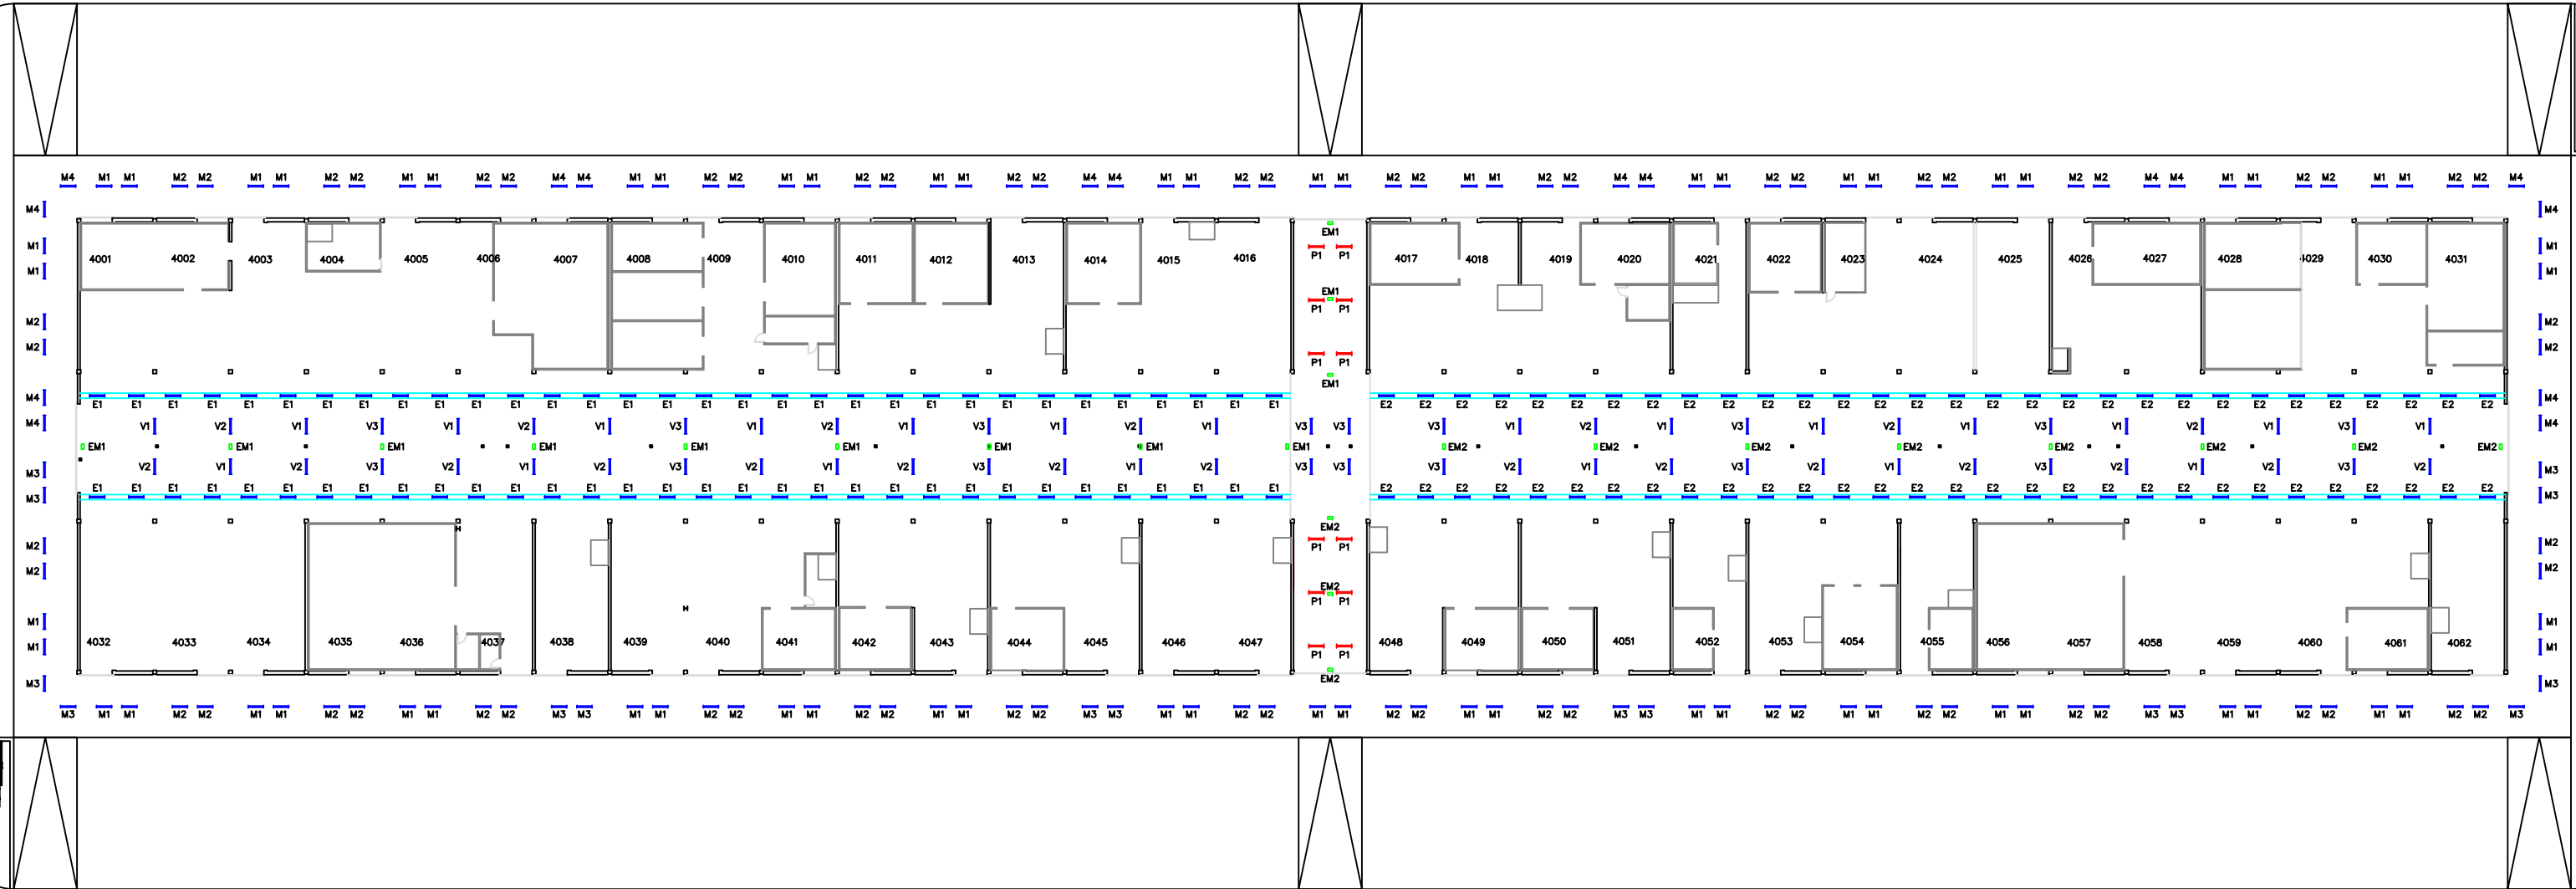 M4 M1 M1 M2 M2 M1 M1 M2 M2 M1 M1 M2 M2 M4 M4 M1 M1 M2 M2 M1 M1 M2 M2 M1 M1 M2 M2 M4 M4 M1 M1 M2 M2 M1 M1 M2 M2 M1 M1 M2 M2 M4 M4 M1 M1 M2 M2 M1 M1 M2 M2 M1 M1 M2 M2 M4 M4 M1 M1 M2 M2 M1 M1 M2 M2 M4
M4 M4
EM1
M1 M1
P1 P1
4001 4002 4003 4004 4005 4006 4007 4008 4009 4010 4011 4012 4013 4014 4015 4016 4017 4018 4019 4020 4021 4022 4023 4024 4025 4026 4027 4028 4029 4030 4031
M1 M1
EM1
P1 P1
M2 M2
M2 M2
P1 P1
EM1
M4 M4
E1 E1 E1 E1 E1 E1 E1 E1 E1 E1 E1 E1 E1 E1 E1 E1 E1 E1 E1 E1 E1 E1 E1 E1 E1 E1 E1 E1 E1 E1 E1 E1 E2 E2 E2 E2 E2 E2 E2 E2 E2 E2 E2 E2 E2 E2 E2 E2 E2 E2 E2 E2 E2 E2 E2 E2 E2 E2 E2 E2 E2 E2
M4 V1 V2 V1 V3 V1 V2 V1 V3 V1 V2 V1 V3 V1 V2 V1 V3 V3 V3 V1 V2 V1 V3 V1 V2 V1 V3 V1 V2 V1 V3 V1 M4
EM1 EM1 EM1 EM1 EM1 EM1 EM1 EM1 EM1 EM2 EM2 EM2 EM2 EM2 EM2 EM2 EM2
M3 V2 V1 V2 V3 V2 V1 V2 V3 V2 V1 V2 V3 V2 V1 V2 V3 V3 V3 V2 V1 V2 V3 V2 V1 V2 V3 V2 V1 V2 V3 V2 M3
E1 E1 E1 E1 E1 E1 E1 E1 E1 E1 E1 E1 E1 E1 E1 E1 E1 E1 E1 E1 E1 E1 E1 E1 E1 E1 E1 E1 E1 E1 E1 E1 E2 E2 E2 E2 E2 E2 E2 E2 E2 E2 E2 E2 E2 E2 E2 E2 E2 E2 E2 E2 E2 E2 E2 E2 E2 E2 E2 E2 E2 E2
M3 M3
EM2
M2 P1 P1 M2
M2 M2
EM2
P1 P1
M1 M1
4032 4033 4034 4035 4036 4037 4038 4039 4040 4041 4042 4043 4044 4045 4046 4047 4048 4049 4050 4051 4052 4053 4054 4055 4056 4057 4058 4059 4060 4061 4062
M1 M1
P1 P1
EM2
M3 M3
M3 M1 M1 M2 M2 M1 M1 M2 M2 M1 M1 M2 M2 M3 M3 M1 M1 M2 M2 M1 M1 M2 M2 M1 M1 M2 M2 M3 M3 M1 M1 M2 M2 M1 M1 M2 M2 M1 M1 M2 M2 M3 M3 M1 M1 M2 M2 M1 M1 M2 M2 M1 M1 M2 M2 M3 M3 M1 M1 M2 M2 M1 M1 M2 M2 M3